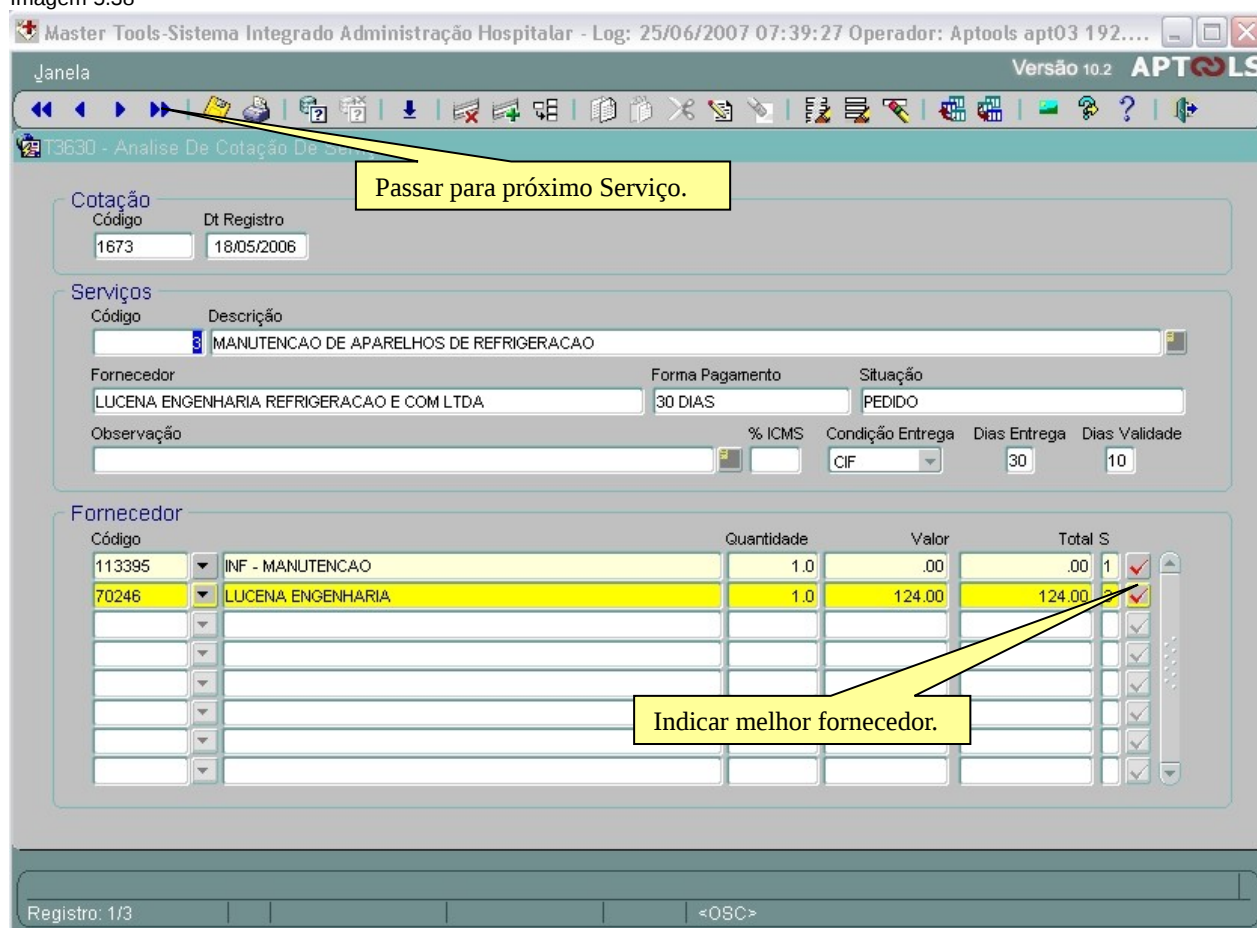 Imagem 5.38
Master Tools-Sistema Integrado Administração Hospitalar - Log: 25/06/2007 07:39:27 Operador: Aptools apt03 192....
Janela
Versão 10.2 APTOOLS
T3630 - Analise De Cotação De
Passar para próximo Serviço.
Cotação
Código Dt Registro
1673 18/05/2006
Serviços
Código Descrição
3 MANUTENCAO DE APARELHOS DE REFRIGERACAO
Fornecedor Forma Pagamento Situação
LUCENA ENGENHARIA REFRIGERACAO E COM LTDA 30 DIAS PEDIDO
Observação % ICMS Condição Entrega Dias Entrega Dias Validade
CIF 30 10
Fornecedor
Código Quantidade Valor Total S
113395 INF - MANUTENCAO 1.0 .00 .00 1
70246 LUCENA ENGENHARIA 1.0 124.00 124.00
Indicar melhor fornecedor.
Registro: 1/3 <OSC>